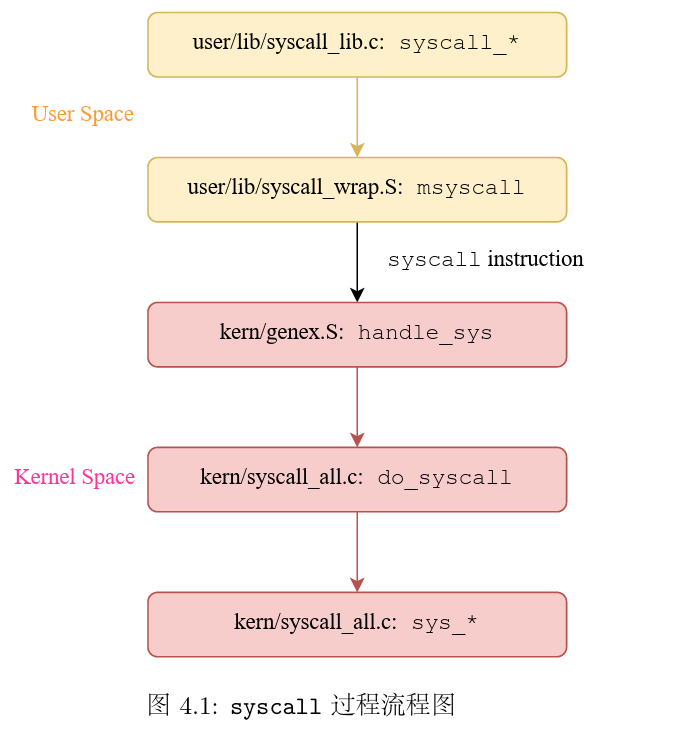 user/lib/syscall_lib.c: syscall_*
User Space
user/lib/syscall_wrap.S: msyscall
syscall instruction
kern/genex.S: handle_sys
Kernel Space
kern/syscall_all.c: do_syscall
kern/syscall_all.c: sys_*
图 4.1: syscall 过程流程图